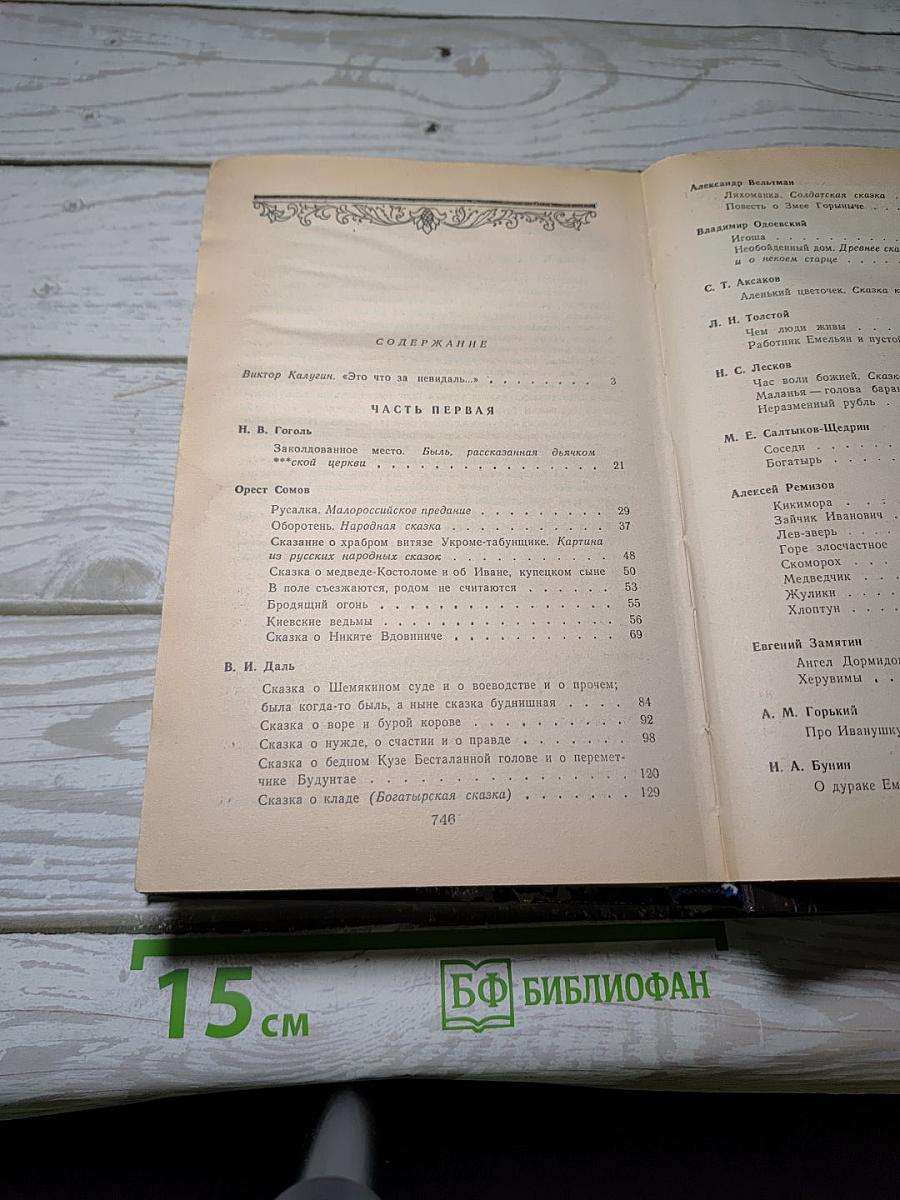 СОДЕРЖАНИЕ
Виктор Калугин. «Это что за невидаль...» . . . . . . . . 3
ЧАСТЬ ПЕРВАЯ
Н. В. Гоголь
Заколдованное место. Быль, рассказанная дьячком
***ской церкви . . . . . . . . . . . . . . . 21
Орест Сомов
Русалка. Малороссийское предание . . . . . . . . . 29
Оборотень. Народная сказка . . . . . . . . . . . 37
Сказание о храбром витязе Укроме-табунщике. Картина
из русских народных сказок . . . . . . . . . . . 48
Сказка о медведе-Костоломе и об Иване, купецком сыне 50
В поле съезжаются, родом не считаются . . . . . . 53
Бродящий огонь . . . . . . . . . . . . . . . . 55
Киевские ведьмы . . . . . . . . . . . . . . . . 56
Сказка о Никите Вдовиниче . . . . . . . . . . . 69
В. И. Даль
Сказка о Шемякином суде и о воеводстве и о прочем;
была когда-то быль, а ныне сказка буднишная . . . . 84
Сказка о воре и бурой корове . . . . . . . . . . 92
Сказка о нужде, о счастии и о правде . . . . . . . 98
Сказка о бедном Кузе Бесталанной голове и о перемет-
чике Будунтае . . . . . . . . . . . . . . . . 120
Сказка о кладе (Богатырская сказка) . . . . . . . 129
746
Александр Вельтман
Лихоманка. Солдатская сказка .
Повесть о Змее Горыныче . . .
Владимир Одоевский
Игоша . . . . . . . . .
Необойденный дом. Древнее
и о некоем старце . . . . .
С. Т. Аксаков
Аленький цветочек. Сказка
Л. Н. Толстой
Чем люди живы . . . .
Работник Емельян и
Н. С. Лесков
Час воли божией.
Маланья — голова
Неразменный рубль .
М. Е. Салтыков-Щедрин
Соседи . . . . . .
Богатырь . . . . .
Алексей Ремизов
Кикимора . . . .
Зайчик Иванович .
Лев-зверь . . . .
Горе злосчастное
Скоморох . . . .
Медведчик . . . .
Жулики . . . .
Хлоптун . . . .
Евгений Замятин
Ангел
Херувимы . .
А. М. Горький
Про Иванушку
И. А. Бунин
О дураке
15 см
БФ БИБЛИОФАН